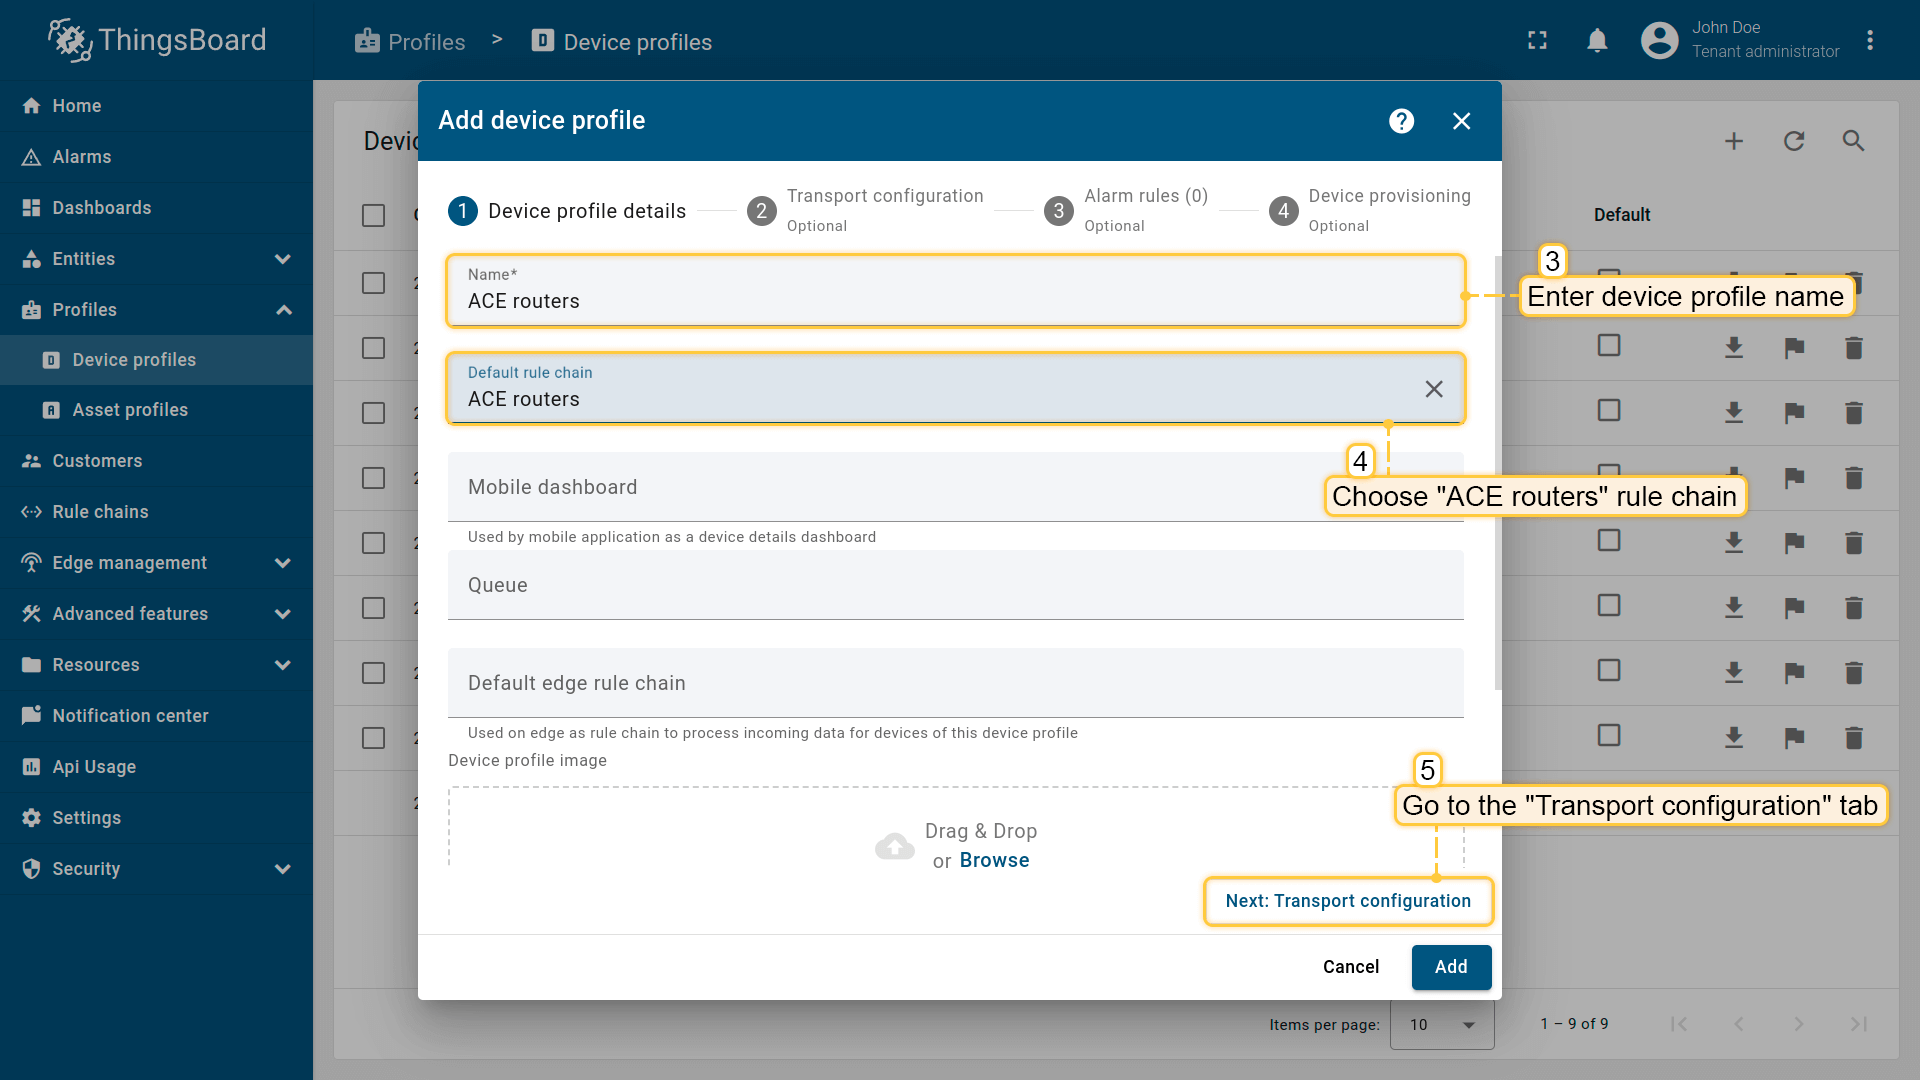 ThingsBoard
Profiles > Device profiles
John Doe
Tenant administrator
Home
Alarms
Dashboards
Entities
Profiles
Device profiles
Asset profiles
Customers
Rule chains
Edge management
Advanced features
Resources
Notification center
Api Usage
Settings
Security
Default
Add device profile
1 Device profile details
2 Transport configuration
Optional
3 Alarm rules (0)
Optional
4 Device provisioning
Optional
Name*
ACE routers
3
Enter device profile name
Default rule chain
ACE routers
4
Choose "ACE routers" rule chain
Mobile dashboard
Used by mobile application as a device details dashboard
Queue
Default edge rule chain
Used on edge as rule chain to process incoming data for devices of this device profile
Device profile image
5
Go to the "Transport configuration" tab
Drag & Drop
or Browse
Next: Transport configuration
Cancel
Add
Items per page: 10
1 – 9 of 9